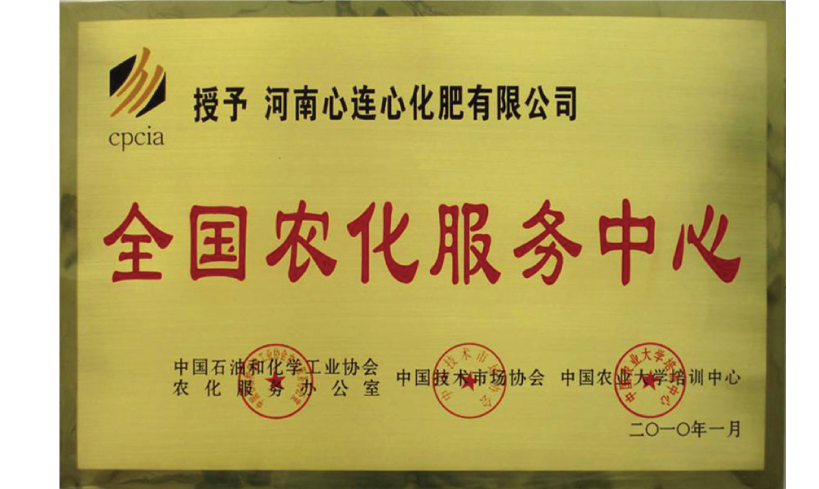 cpcia
授予 河南心连心化肥有限公司
全国农化服务中心
中国石油和化学工业协会
农化服务办公室
中国技术市场协会
中国农业大学培训中心
二〇一〇年一月